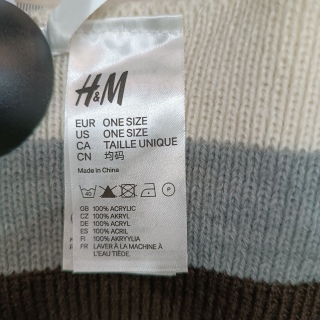 H&M
EUR ONE SIZE
US ONE SIZE
CA TAILLE UNIQUE
CN 均码
Made in China
40
GB 100% ACRYLIC
CZ 100% AKRYL
DE 100% ACRYL
ES 100% ACRIL
FI 100% AKRYYLIA
FR LAVER À LA MACHINE À
L'EAU TIÈDE.